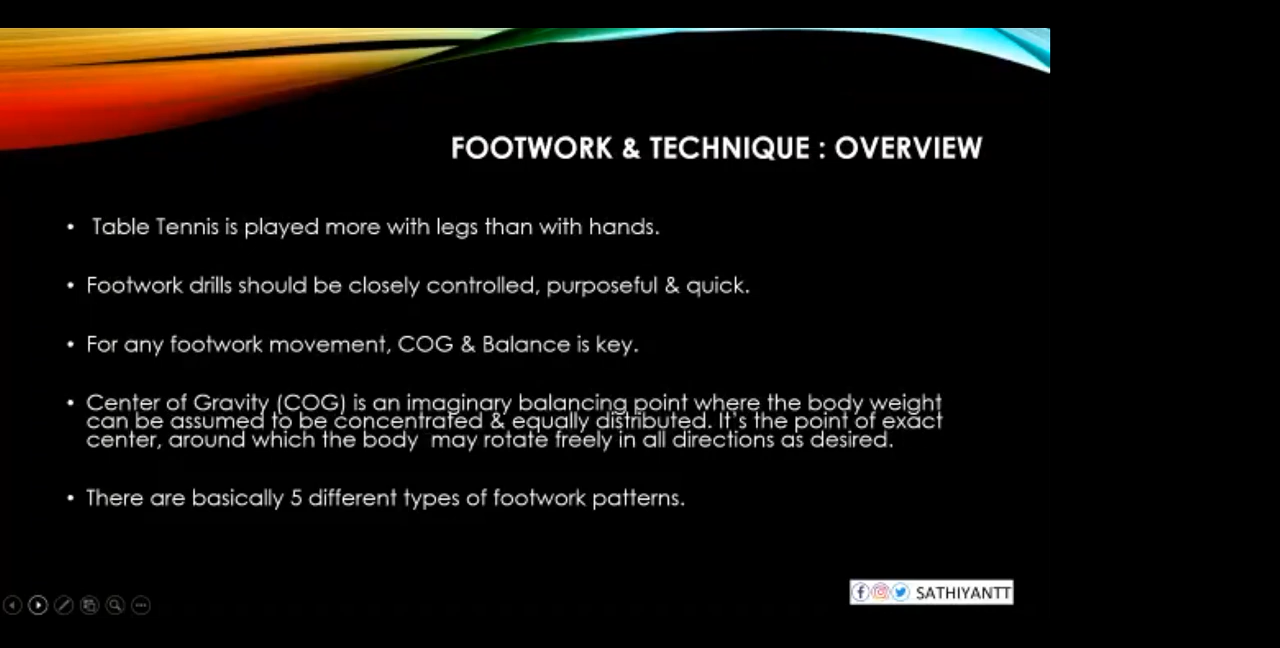 FOOTWORK & TECHNIQUE : OVERVIEW
• Table Tennis is played more with legs than with hands.
• Footwork drills should be closely controlled, purposeful & quick.
• For any footwork movement, COG & Balance is key.
• Center of Gravity (COG) is an imaginary balancing point where the body weight
can be assumed to be concentrated & equally distributed. It's the point of exact
center, around which the body may rotate freely in all directions as desired.
• There are basically 5 different types of footwork patterns.
SATHIYANTT